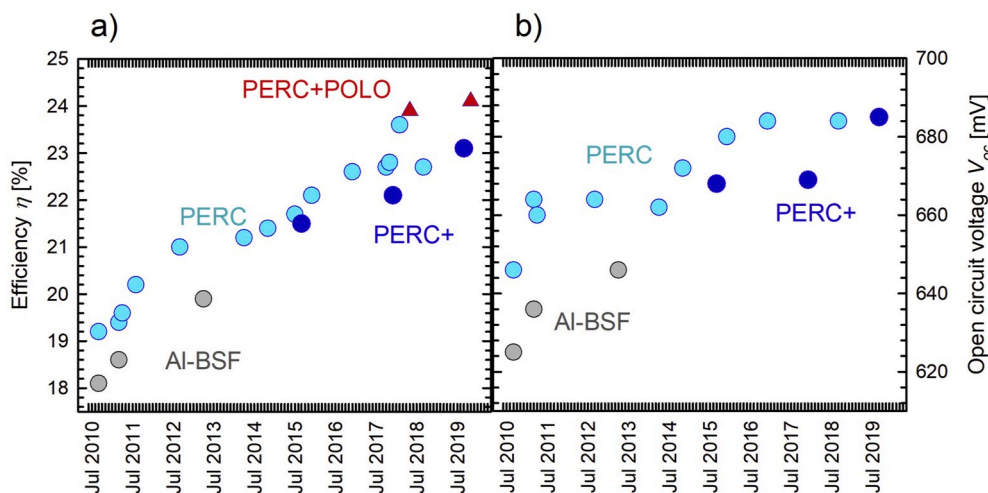 a)
b)
Efficiency η [%]
25
24
23
22
21
20
19
18
PERC+POLO
PERC
PERC+
Al-BSF
Jul 2010
Jul 2011
Jul 2012
Jul 2013
Jul 2014
Jul 2015
Jul 2016
Jul 2017
Jul 2018
Jul 2019
PERC
PERC+
Al-BSF
700
680
660
640
620
Open circuit voltage Voc [mV]
Jul 2010
Jul 2011
Jul 2012
Jul 2013
Jul 2014
Jul 2015
Jul 2016
Jul 2017
Jul 2018
Jul 2019